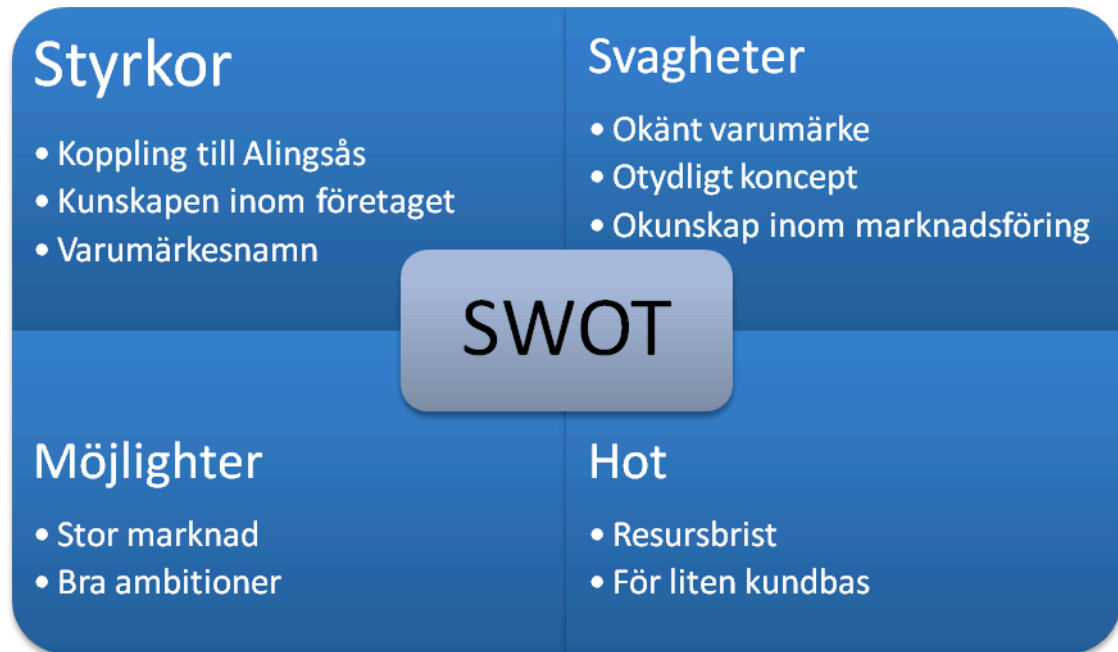 Styrkor
• Koppling till Alingsås
• Kunskapen inom företaget
• Varumärkesnamn
Svagheter
• Okänt varumärke
• Otydligt koncept
• Okunskap inom marknadsföring
SWOT
Möjlighter
• Stor marknad
• Bra ambitioner
Hot
• Resursbrist
• För liten kundbas